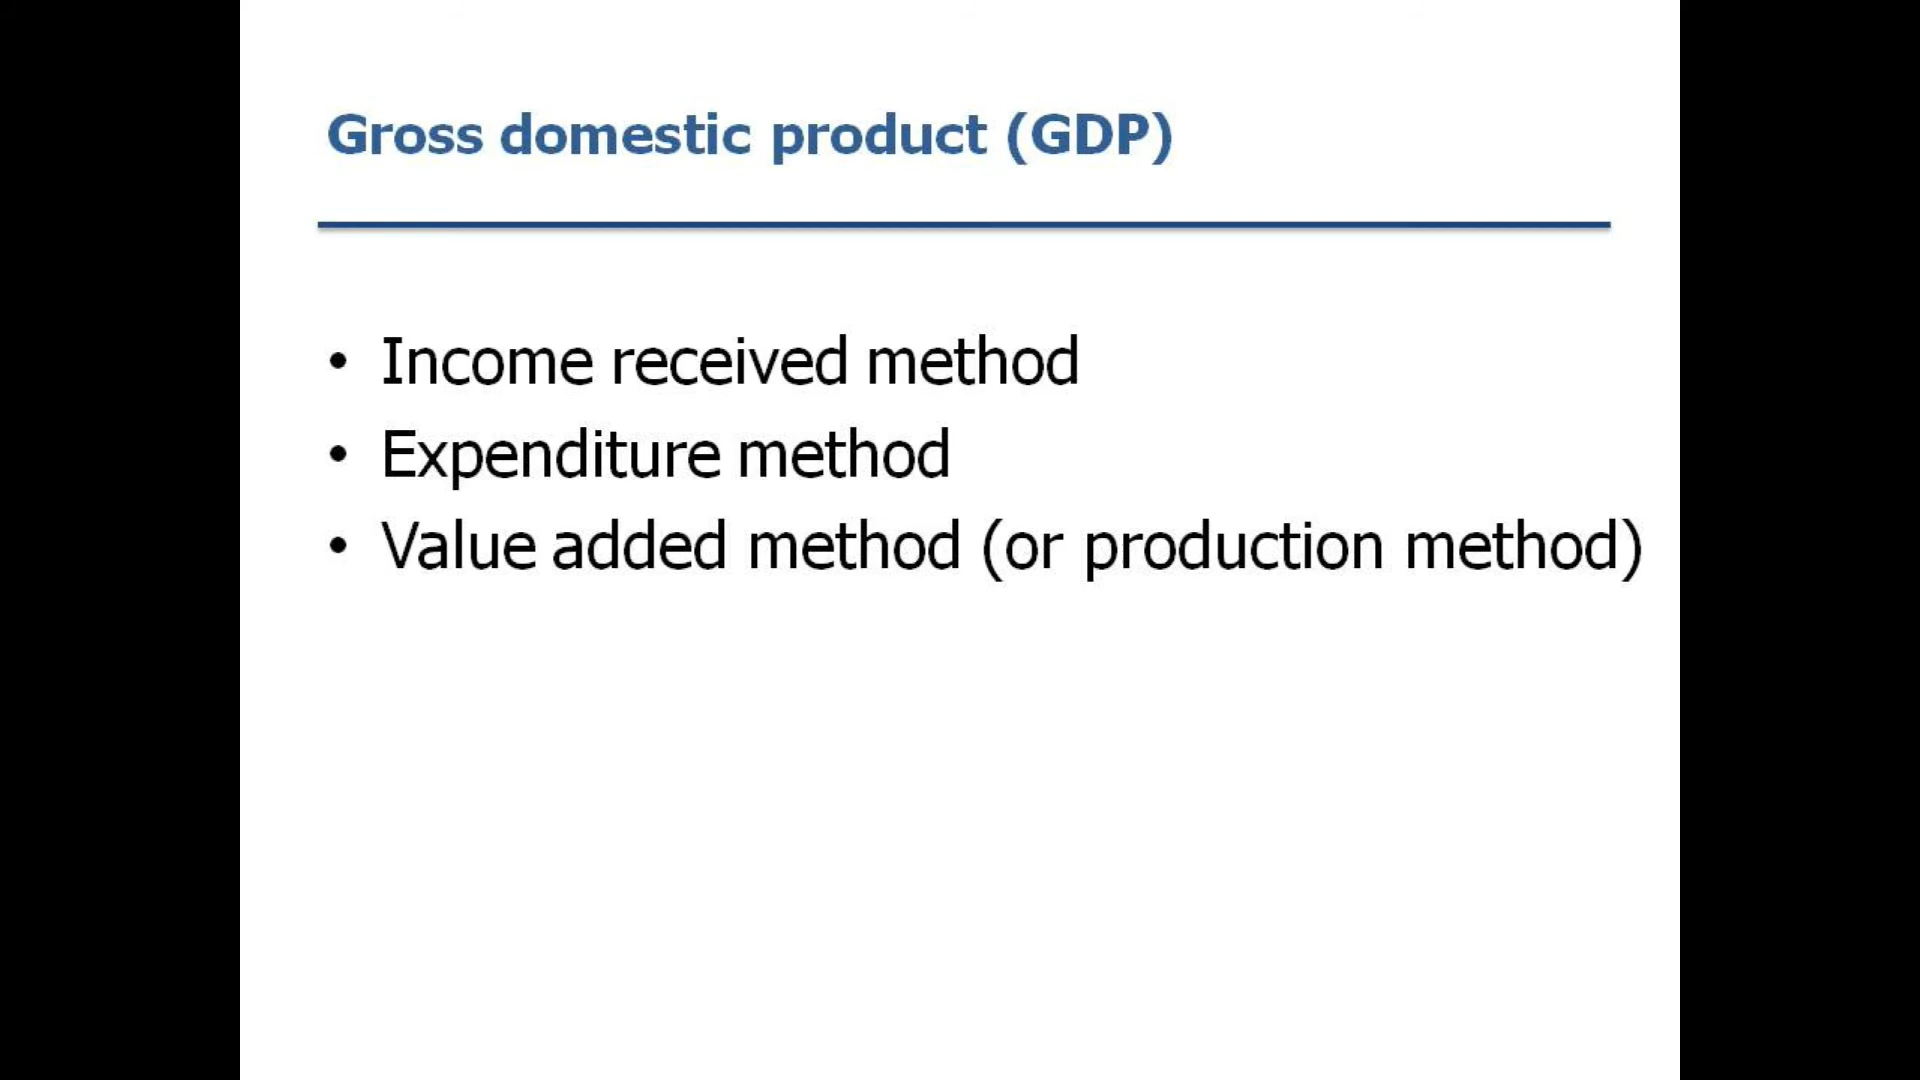 Gross domestic product (GDP)
• Income received method
• Expenditure method
• Value added method (or production method)